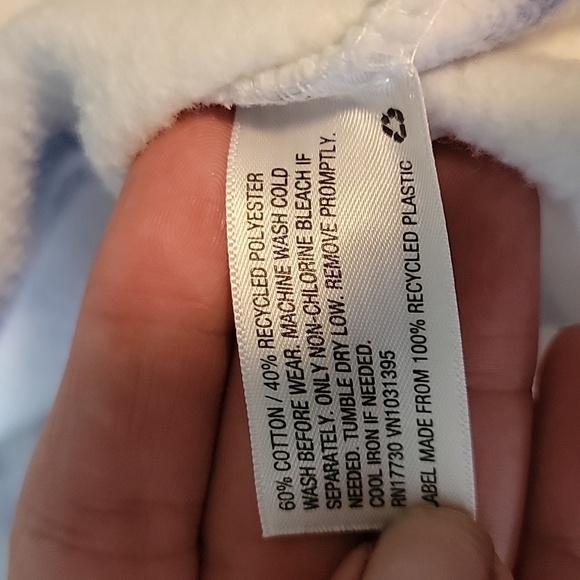 60% COTTON / 40% RECYCLED POLYESTER
WASH BEFORE WEAR. MACHINE WASH COLD
SEPARATELY. ONLY NON-CHLORINE BLEACH IF
NEEDED. TUMBLE DRY LOW. REMOVE PROMPTLY.
COOL IRON IF NEEDED.
RN17730 VN1031395
ABEL MADE FROM 100% RECYCLED PLASTIC